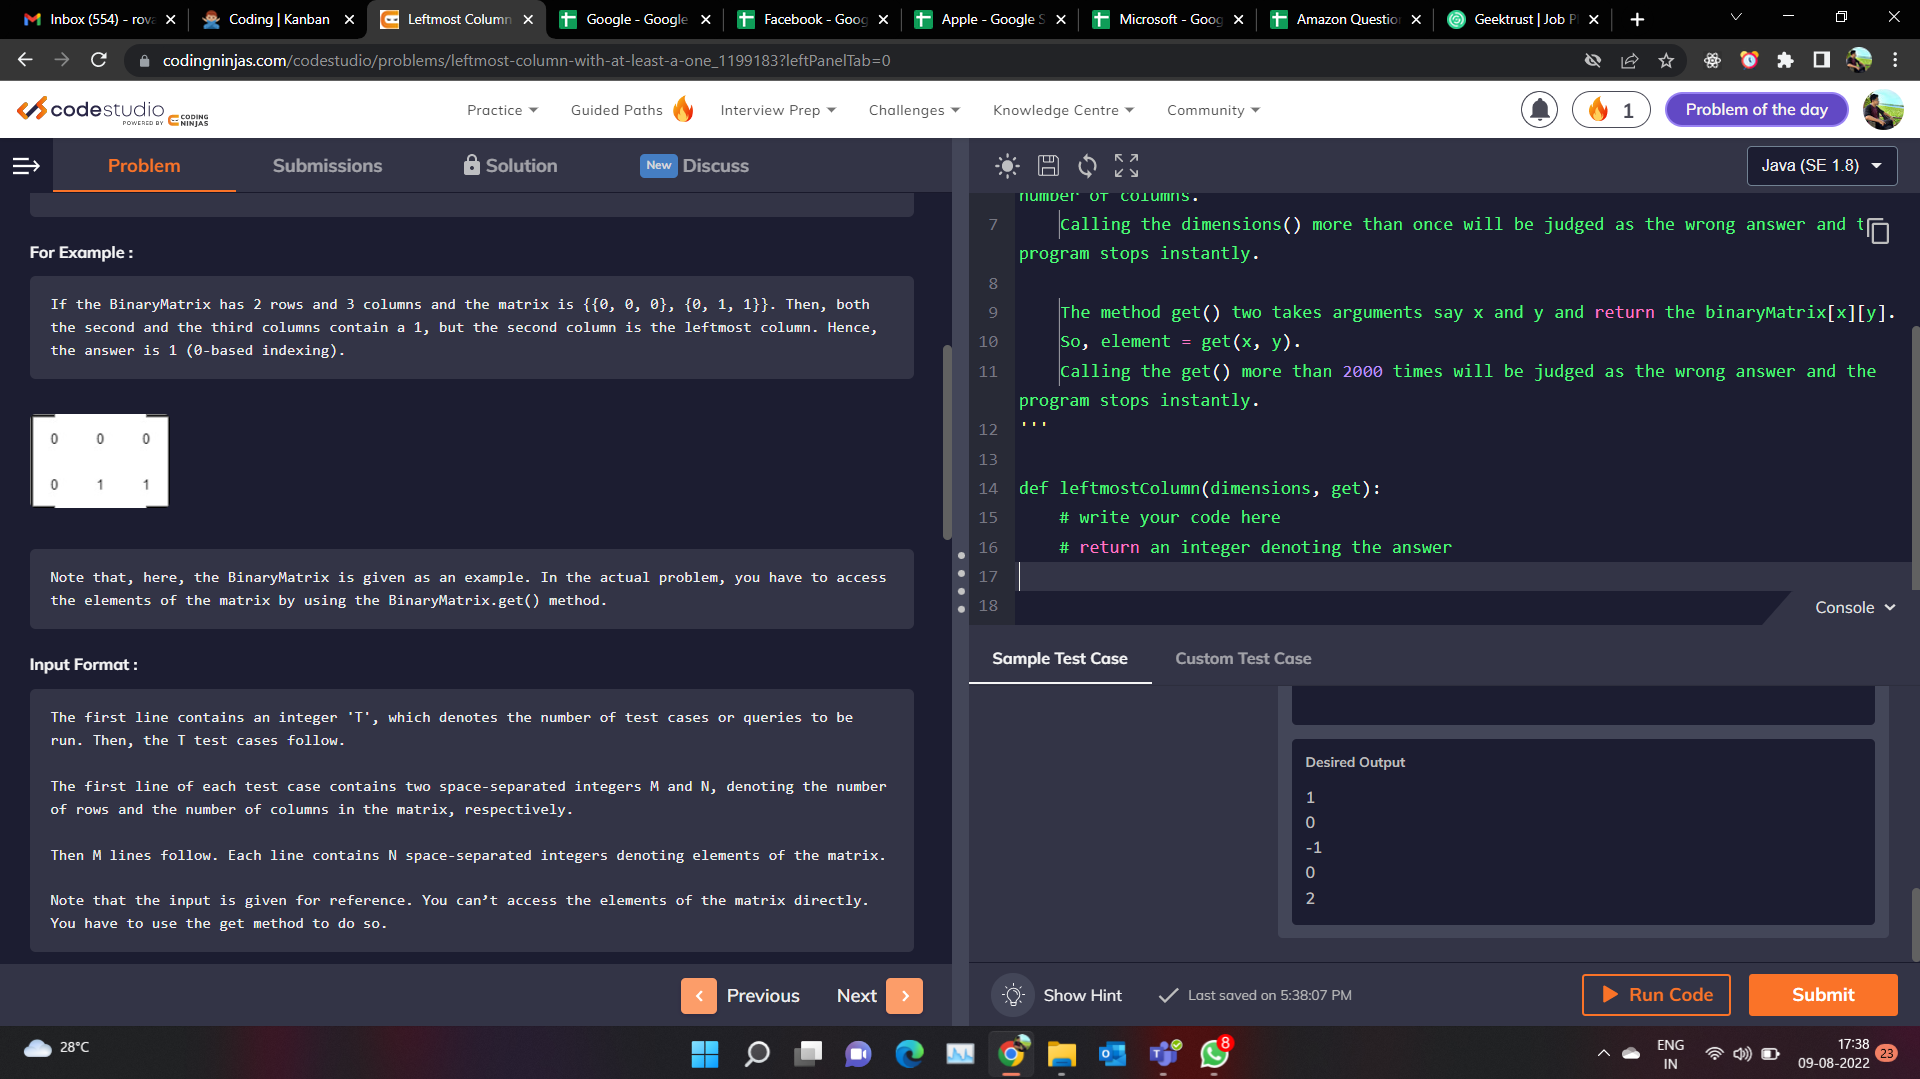 Inbox (554) - rova
Coding | Kanban
Leftmost Column
Google - Google
Facebook - Goog
Apple - Google S
Microsoft - Goog
Amazon Question
Geektrust | Job P
codingninjas.com/codestudio/problems/leftmost-column-with-at-least-a-one_1199183?leftPanelTab=0
codestudio
POWERED BY CODING NINJAS
Practice
Guided Paths
Interview Prep
Challenges
Knowledge Centre
Community
1
Problem of the day
Problem
Submissions
Solution
New Discuss
Java (SE 1.8)
For Example :
If the BinaryMatrix has 2 rows and 3 columns and the matrix is {{0, 0, 0}, {0, 1, 1}}. Then, both
the second and the third columns contain a 1, but the second column is the leftmost column. Hence,
the answer is 1 (0-based indexing).
0 0 0
0 1 1
Note that, here, the BinaryMatrix is given as an example. In the actual problem, you have to access
the elements of the matrix by using the BinaryMatrix.get() method.
Input Format :
The first line contains an integer 'T', which denotes the number of test cases or queries to be
run. Then, the T test cases follow.
The first line of each test case contains two space-separated integers M and N, denoting the number
of rows and the number of columns in the matrix, respectively.
Then M lines follow. Each line contains N space-separated integers denoting elements of the matrix.
Note that the input is given for reference. You can’t access the elements of the matrix directly.
You have to use the get method to do so.
Previous
Next
number of columns.
7 Calling the dimensions() more than once will be judged as the wrong answer and t
program stops instantly.
8
9 The method get() two takes arguments say x and y and return the binaryMatrix[x][y].
10 So, element = get(x, y).
11 Calling the get() more than 2000 times will be judged as the wrong answer and the
program stops instantly.
12 '''
13
14 def leftmostColumn(dimensions, get):
15 # write your code here
16 # return an integer denoting the answer
17
18
Console
Sample Test Case
Custom Test Case
Desired Output
1
0
-1
0
2
Show Hint
Last saved on 5:38:07 PM
Run Code
Submit
28°C
8
ENG
IN
17:38
09-08-2022
23